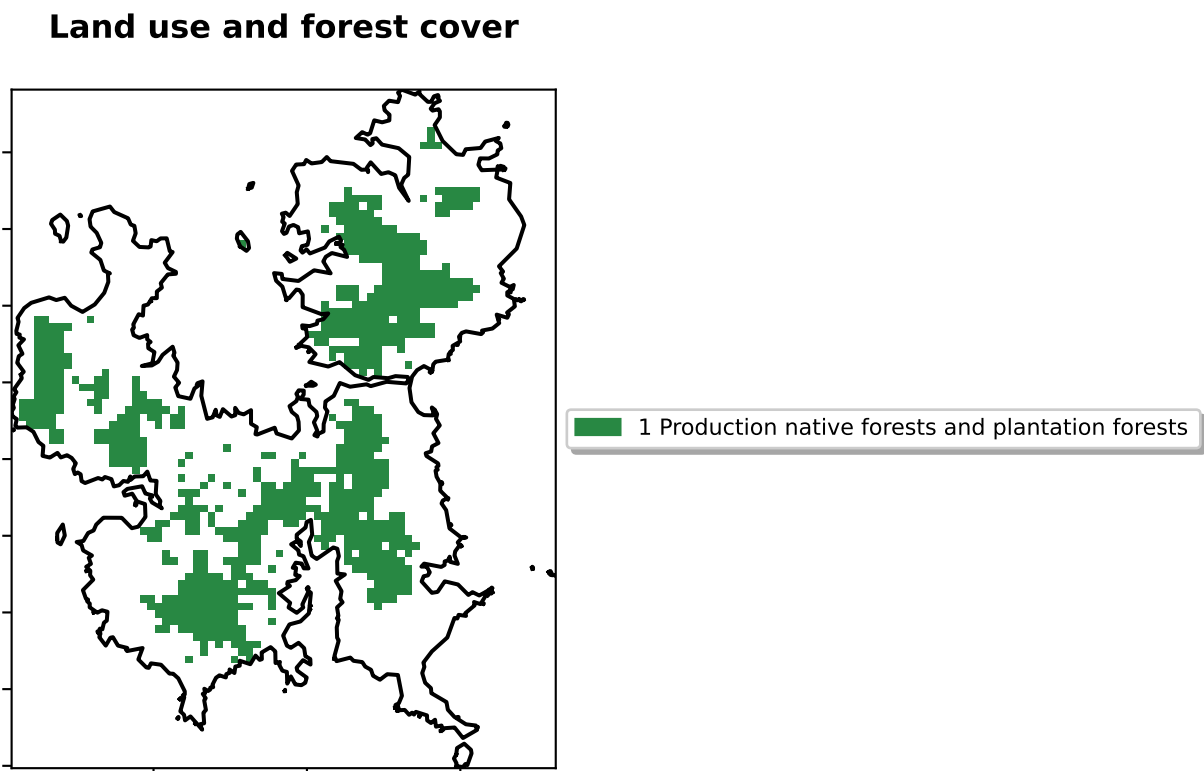 Land use and forest cover
1 Production native forests and plantation forests